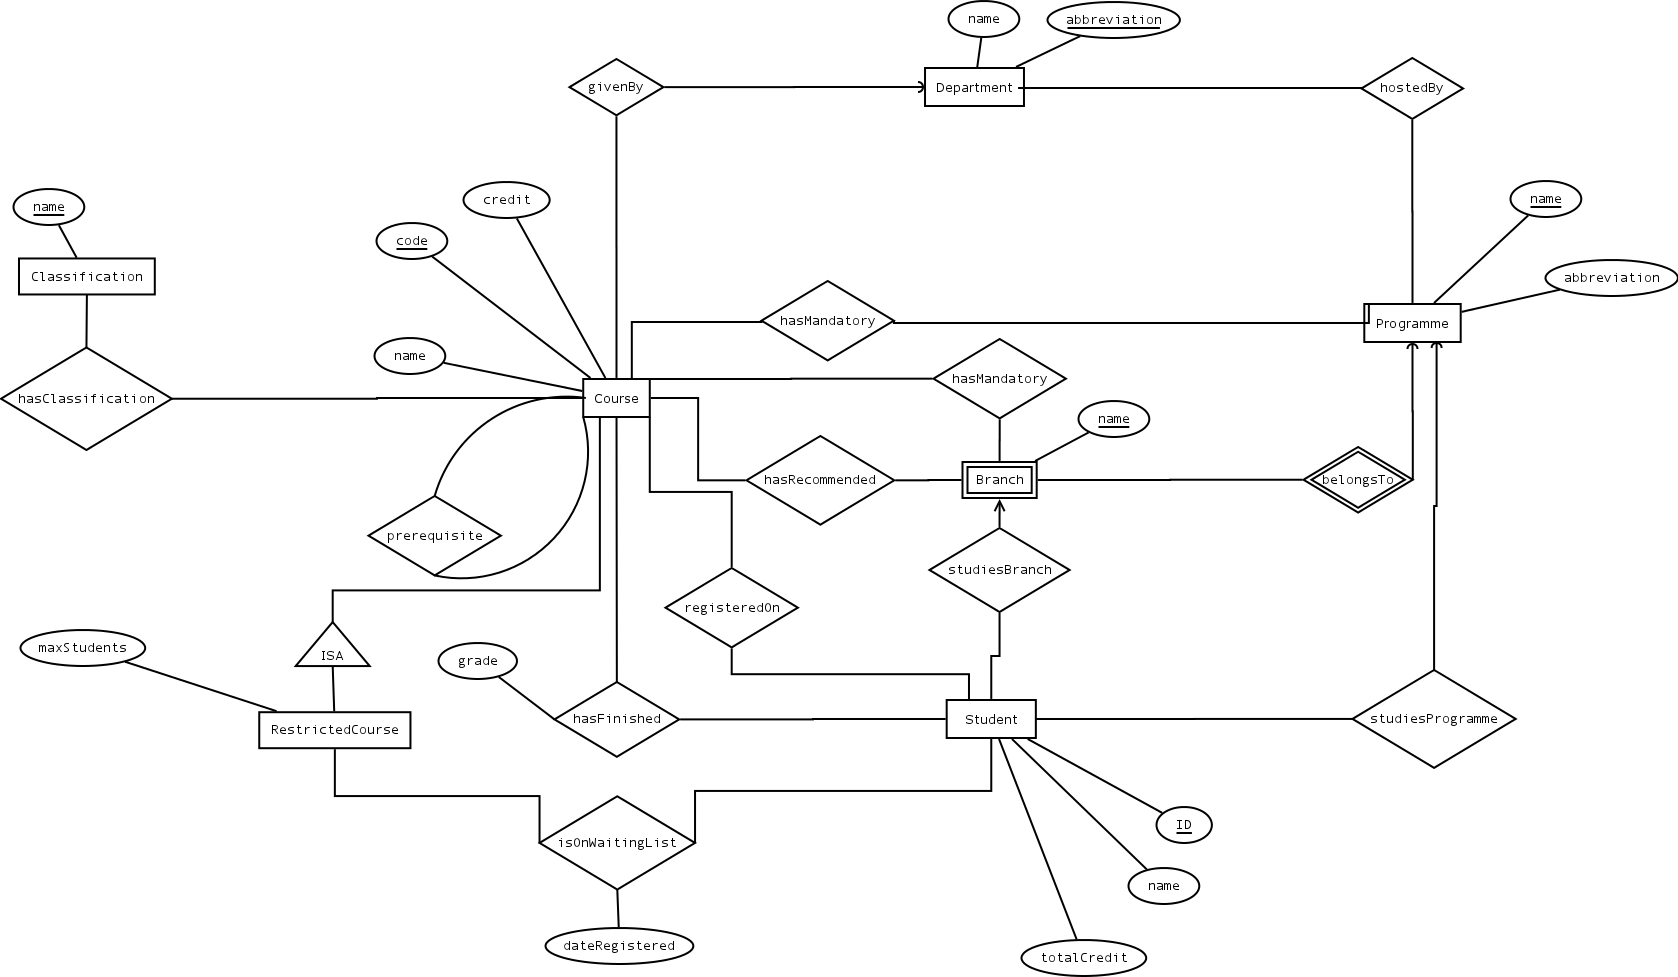 name
abbreviation
givenBy
Department
hostedBy
name
credit
name
code
Classification
abbreviation
hasMandatory
Programme
name
hasMandatory
hasClassification
Course
name
hasRecommended
Branch
belongsTo
prerequisite
studiesBranch
registeredOn
maxStudents
ISA
grade
hasFinished
Student
studiesProgramme
RestrictedCourse
ID
isOnWaitingList
name
dateRegistered
totalCredit